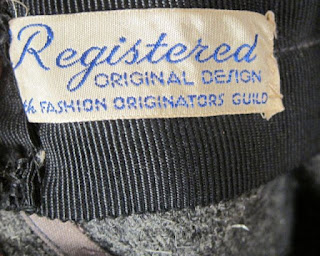 Registered
ORIGINAL DESIGN
FASHION ORIGINATORS GUILD